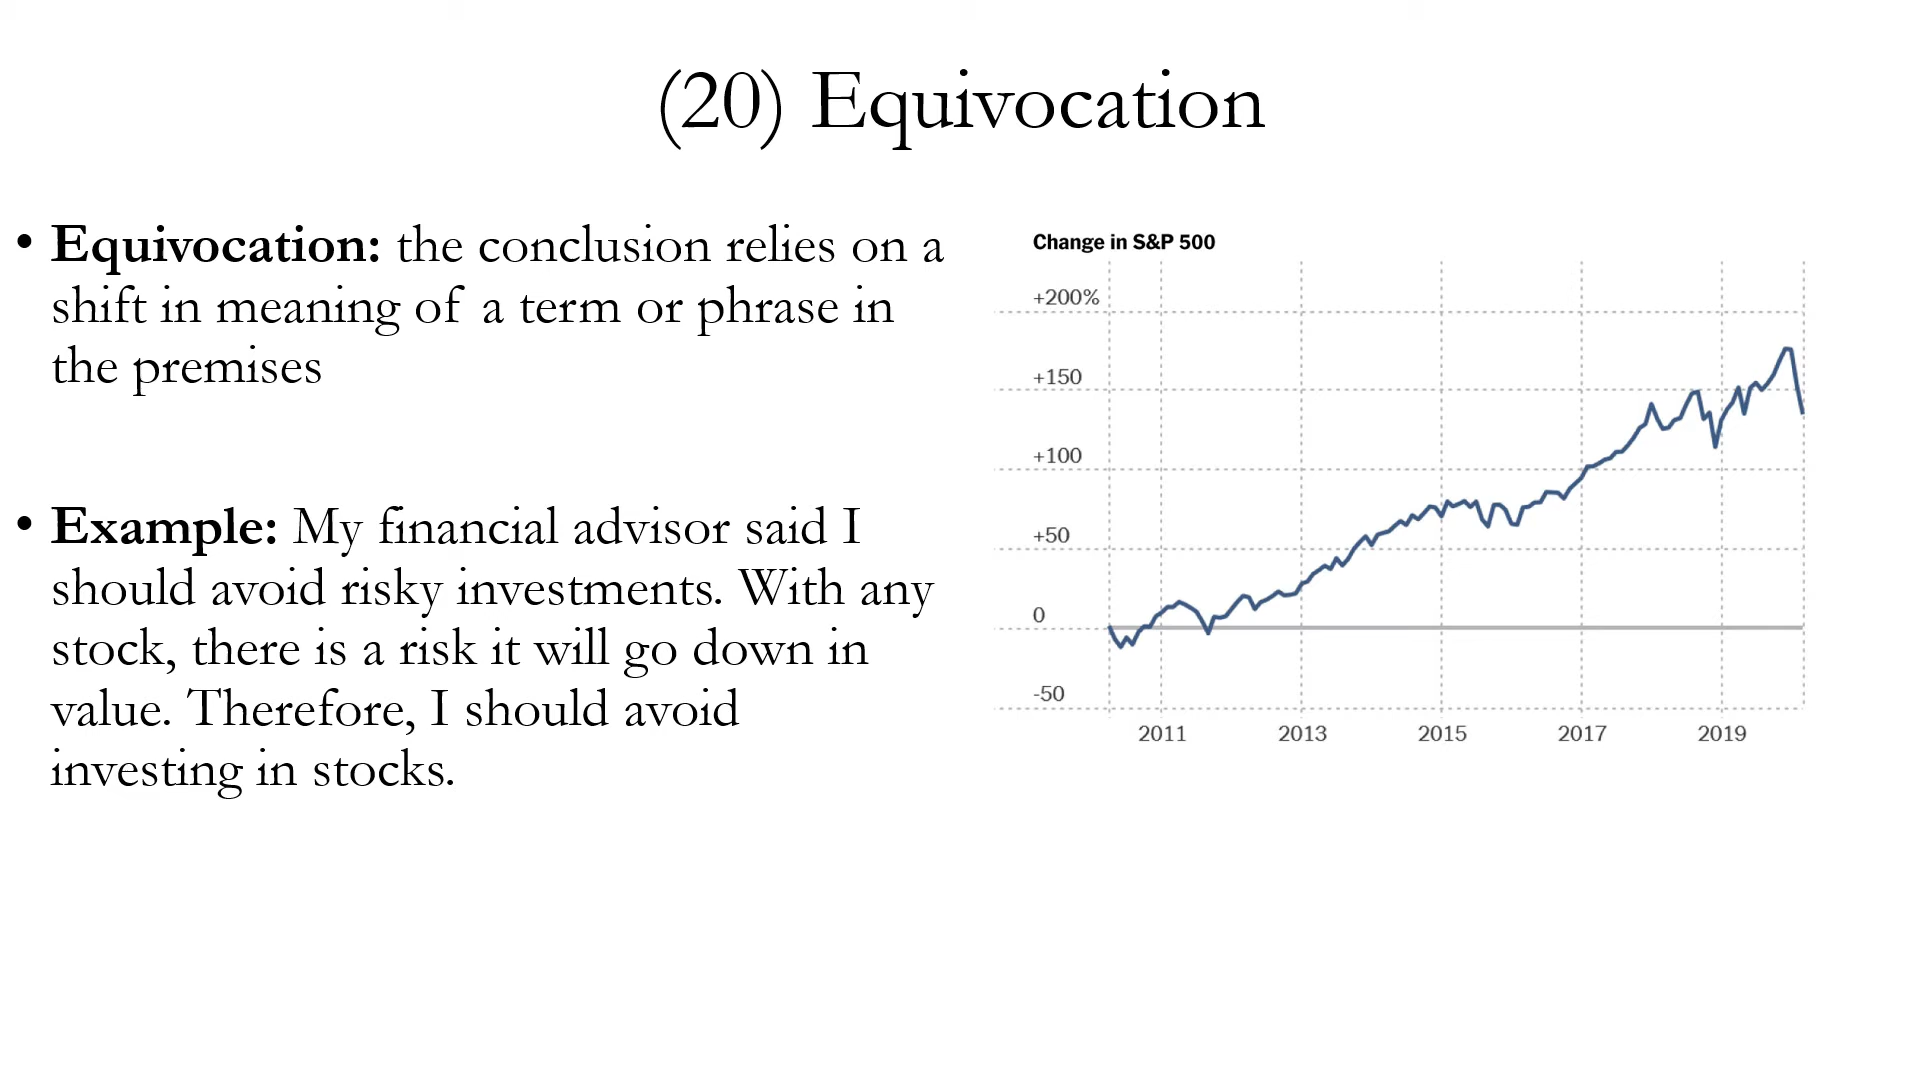 (20) Equivocation
• Equivocation: the conclusion relies on a
shift in meaning of a term or phrase in
the premises
• Example: My financial advisor said I
should avoid risky investments. With any
stock, there is a risk it will go down in
value. Therefore, I should avoid
investing in stocks.
Change in S&P 500
+200%
+150
+100
+50
0
-50
2011 2013 2015 2017 2019